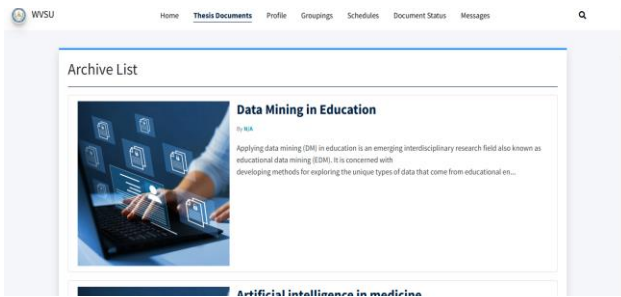 WVSU
Home Thesis Documents Profile Groupings Schedules Document Status Messages
Archive List
Data Mining in Education
By N/A
Applying data mining (DM) in education is an emerging interdisciplinary research field also known as
educational data mining (EDM). It is concerned with
developing methods for exploring the unique types of data that come from educational en...
Artificial intelligence in medicine